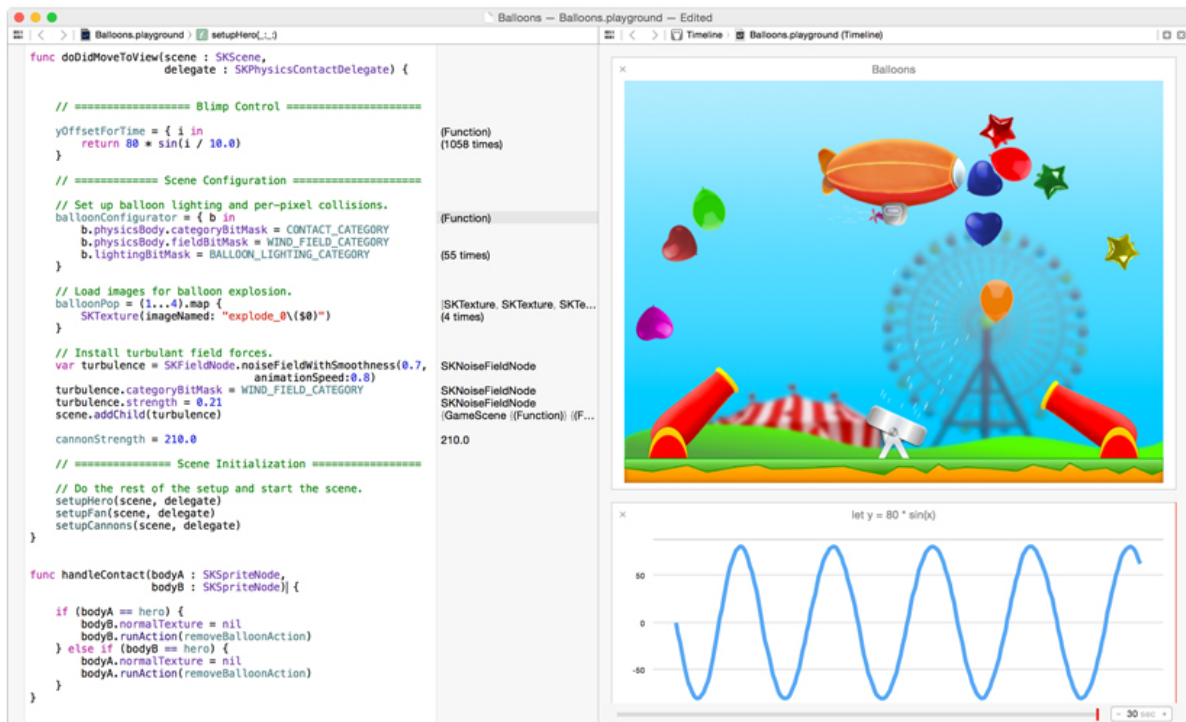 Balloons — Balloons.playground — Edited
Balloons.playground › setupHero(_:_:)
Timeline › Balloons.playground (Timeline)
func doDidMoveToView(scene : SKScene,
delegate : SKPhysicsContactDelegate) {
// ================== Blimp Control =====================
yOffsetForTime = { i in
return 80 * sin(i / 10.0)
}
// ============= Scene Configuration ====================
// Set up balloon lighting and per-pixel collisions.
balloonConfigurator = { b in
b.physicsBody.categoryBitMask = CONTACT_CATEGORY
b.physicsBody.fieldBitMask = WIND_FIELD_CATEGORY
b.lightingBitMask = BALLOON_LIGHTING_CATEGORY
}
// Load images for balloon explosion.
balloonPop = (1...4).map {
SKTexture(imageNamed: "explode_0\($0)")
}
// Install turbulant field forces.
var turbulence = SKFieldNode.noiseFieldWithSmoothness(0.7,
animationSpeed:0.8)
turbulence.categoryBitMask = WIND_FIELD_CATEGORY
turbulence.strength = 0.21
scene.addChild(turbulence)
cannonStrength = 210.0
// =============== Scene Initialization =================
// Do the rest of the setup and start the scene.
setupHero(scene, delegate)
setupFan(scene, delegate)
setupCannons(scene, delegate)
}
func handleContact(bodyA : SKSpriteNode,
bodyB : SKSpriteNode) {
if (bodyA == hero) {
bodyB.normalTexture = nil
bodyB.runAction(removeBalloonAction)
} else if (bodyB == hero) {
bodyA.normalTexture = nil
bodyA.runAction(removeBalloonAction)
}
}
(Function)
(1058 times)
(Function)
(55 times)
[SKTexture, SKTexture, SKTe...
(4 times)
SKNoiseFieldNode
SKNoiseFieldNode
SKNoiseFieldNode
{GameScene {(Function)} {(F...
210.0
Balloons
let y = 80 * sin(x)
50
0
-50
- 30 sec +